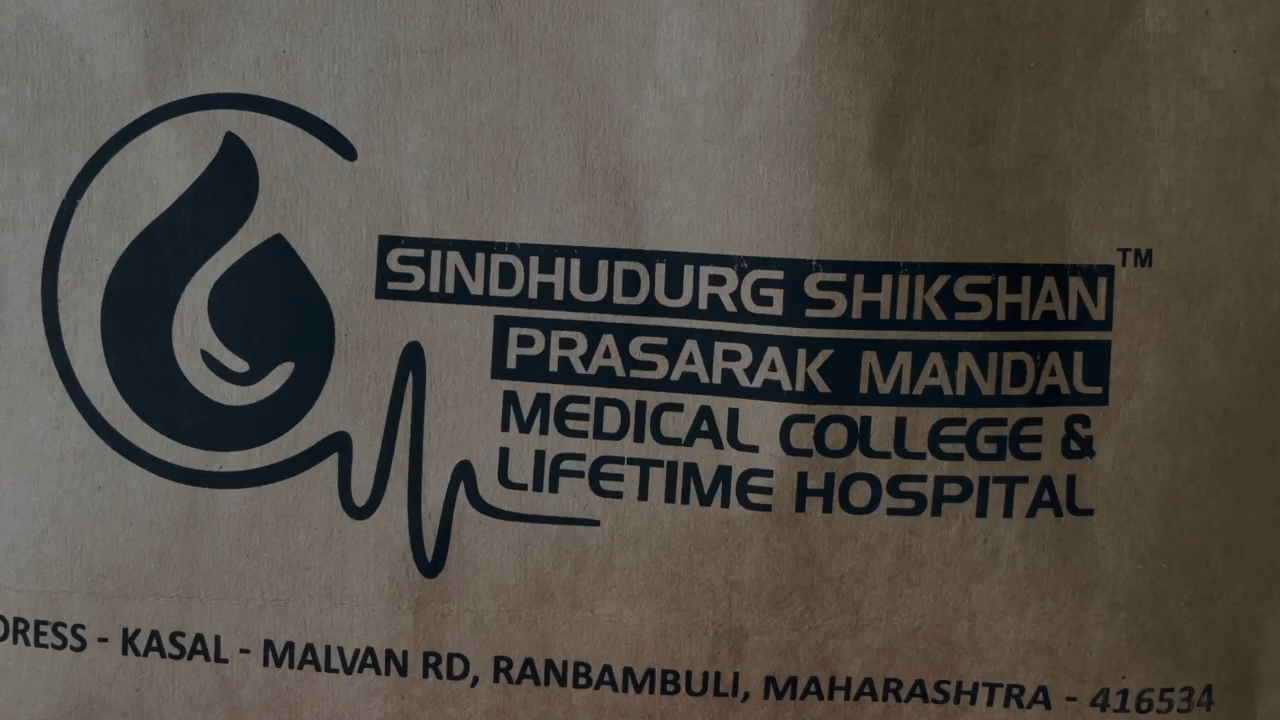 SINDHUDURG SHIKSHAN TM
PRASARAK MANDAL
MEDICAL COLLEGE &
LIFETIME HOSPITAL
DRESS - KASAL - MALVAN RD, RANBAMBULI, MAHARASHTRA - 416534